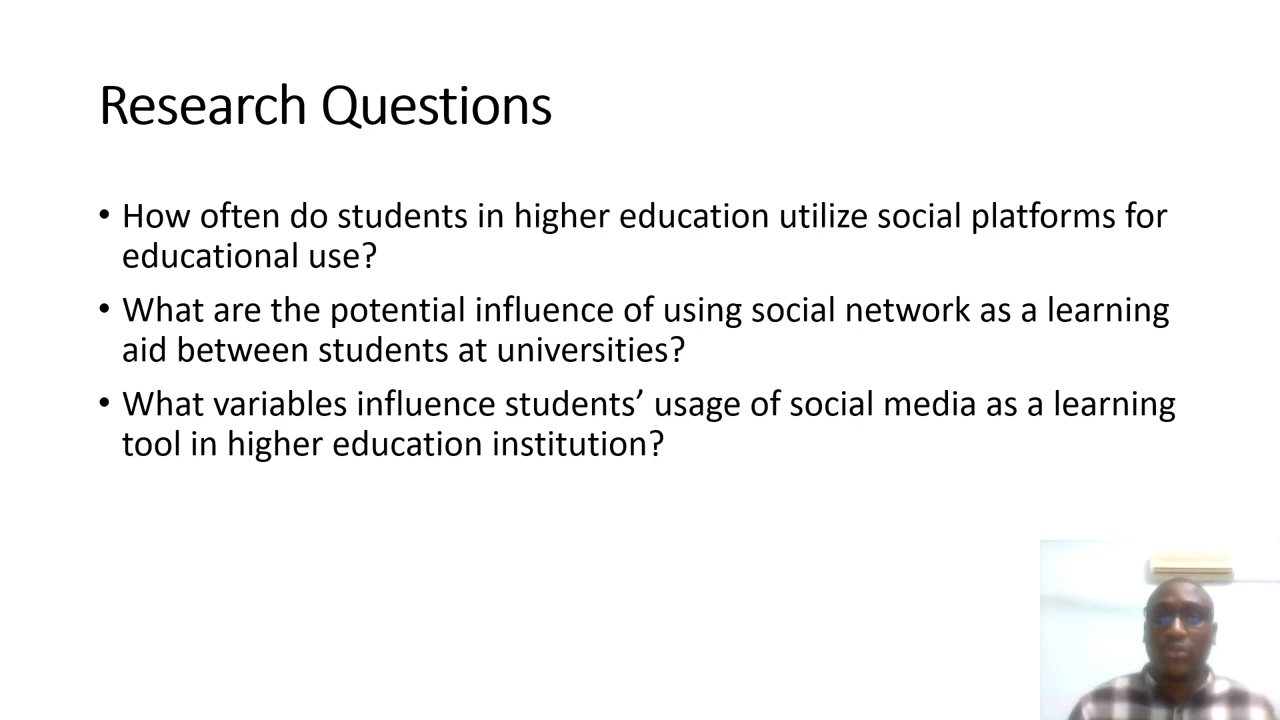 Research Questions
• How often do students in higher education utilize social platforms for
educational use?
• What are the potential influence of using social network as a learning
aid between students at universities?
• What variables influence students’ usage of social media as a learning
tool in higher education institution?